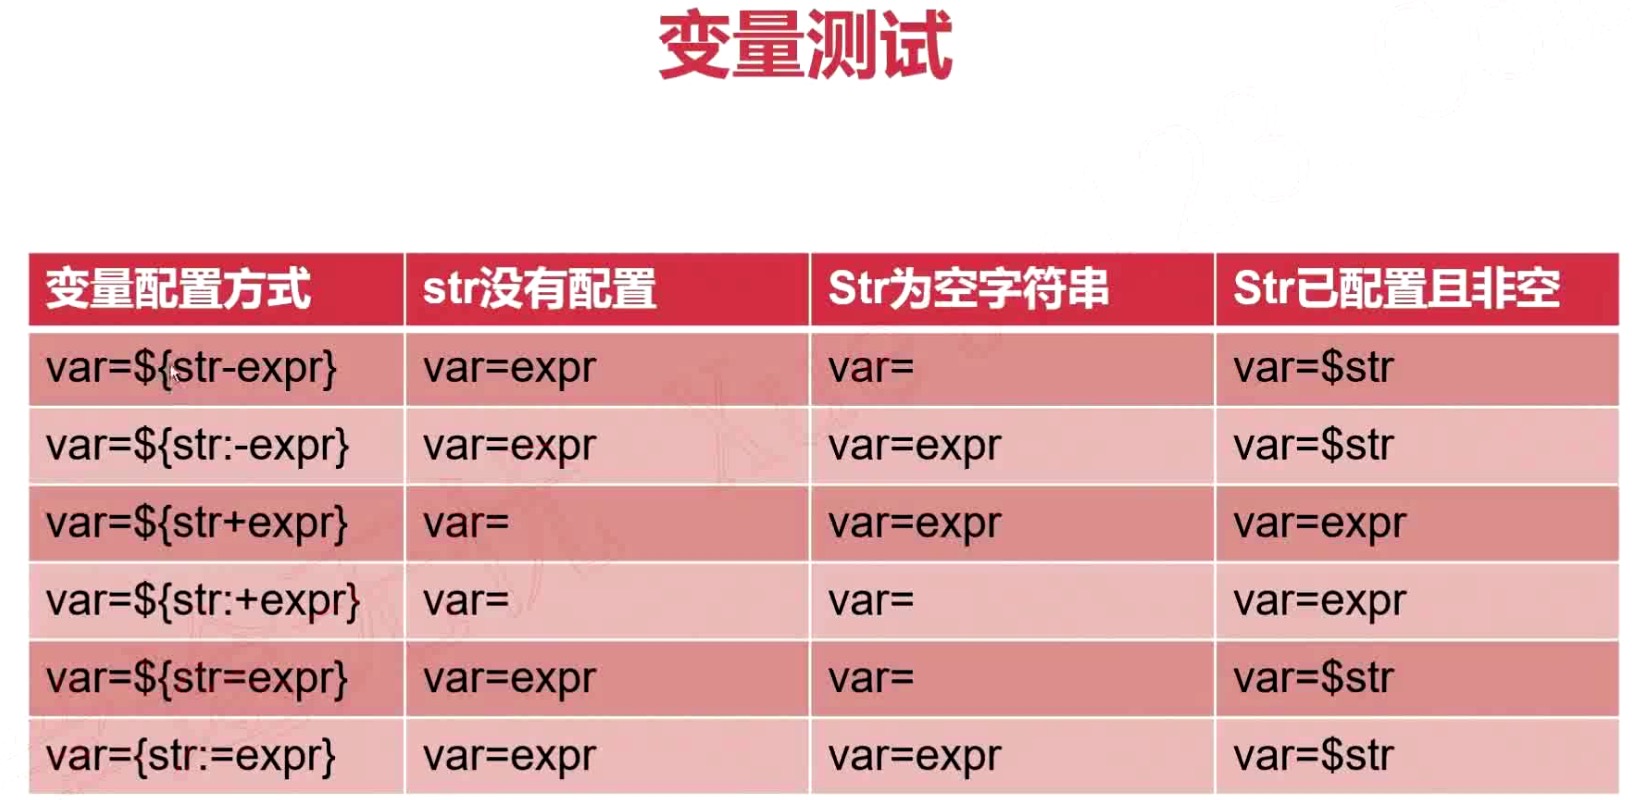 变量测试
变量配置方式 str没有配置 Str为空字符串 Str已配置且非空
var=${str-expr} var=expr var= var=$str
var=${str:-expr} var=expr var=expr var=$str
var=${str+expr} var= var=expr var=expr
var=${str:+expr} var= var= var=expr
var=${str=expr} var=expr var= var=$str
var={str:=expr} var=expr var=expr var=$str